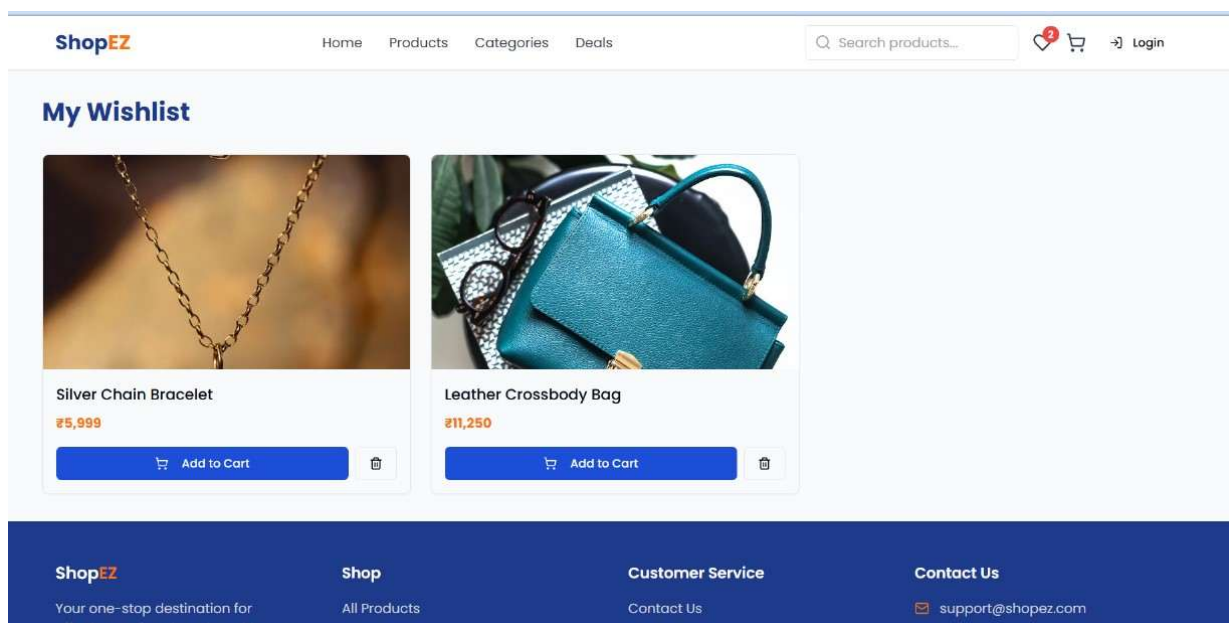 ShopEZ Home Products Categories Deals Search products... 2 Login
My Wishlist
Silver Chain Bracelet
₹5,999
Add to Cart
Leather Crossbody Bag
₹11,250
Add to Cart
ShopEZ
Your one-stop destination for
Shop
All Products
Customer Service
Contact Us
Contact Us
support@shopez.com